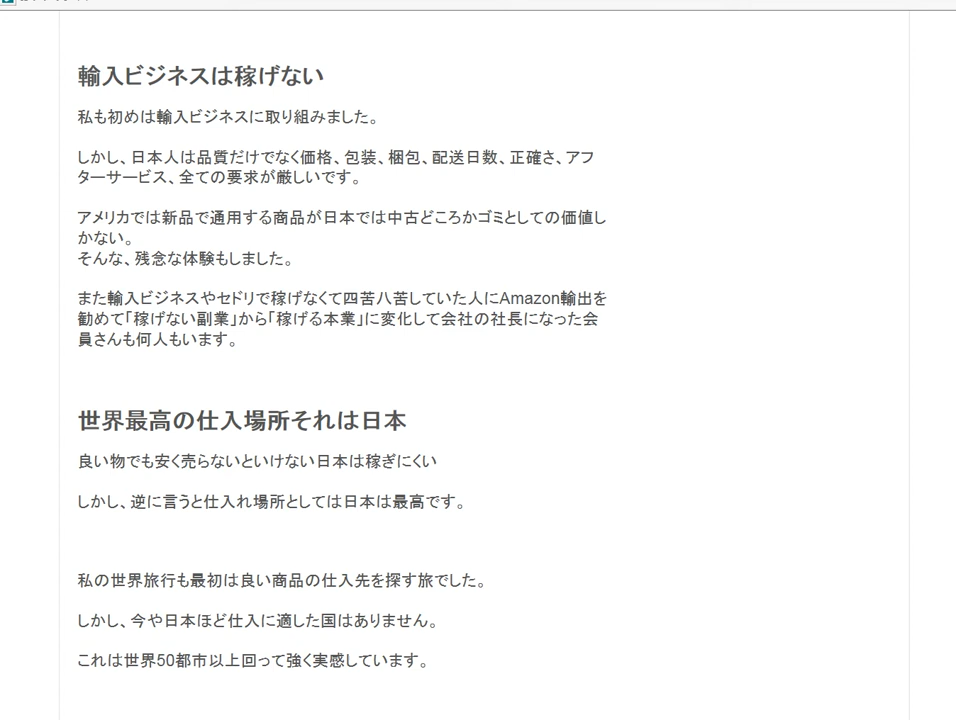 輸入ビジネスは稼げない
私も初めは輸入ビジネスに取り組みました。
しかし、日本人は品質だけでなく価格、包装、梱包、配送日数、正確さ、アフ
ターサービス、全ての要求が厳しいです。
アメリカでは新品で通用する商品が日本では中古どころかゴミとしての価値し
かない。
そんな、残念な体験もしました。
また輸入ビジネスやセドリで稼げなくて四苦八苦していた人にAmazon輸出を
勧めて「稼げない副業」から「稼げる本業」に変化して会社の社長になった会
員さんも何人もいます。
世界最高の仕入場所それは日本
良い物でも安く売らないといけない日本は稼ぎにくい
しかし、逆に言うと仕入れ場所としては日本は最高です。
私の世界旅行も最初は良い商品の仕入先を探す旅でした。
しかし、今や日本ほど仕入に適した国はありません。
これは世界50都市以上回って強く実感しています。